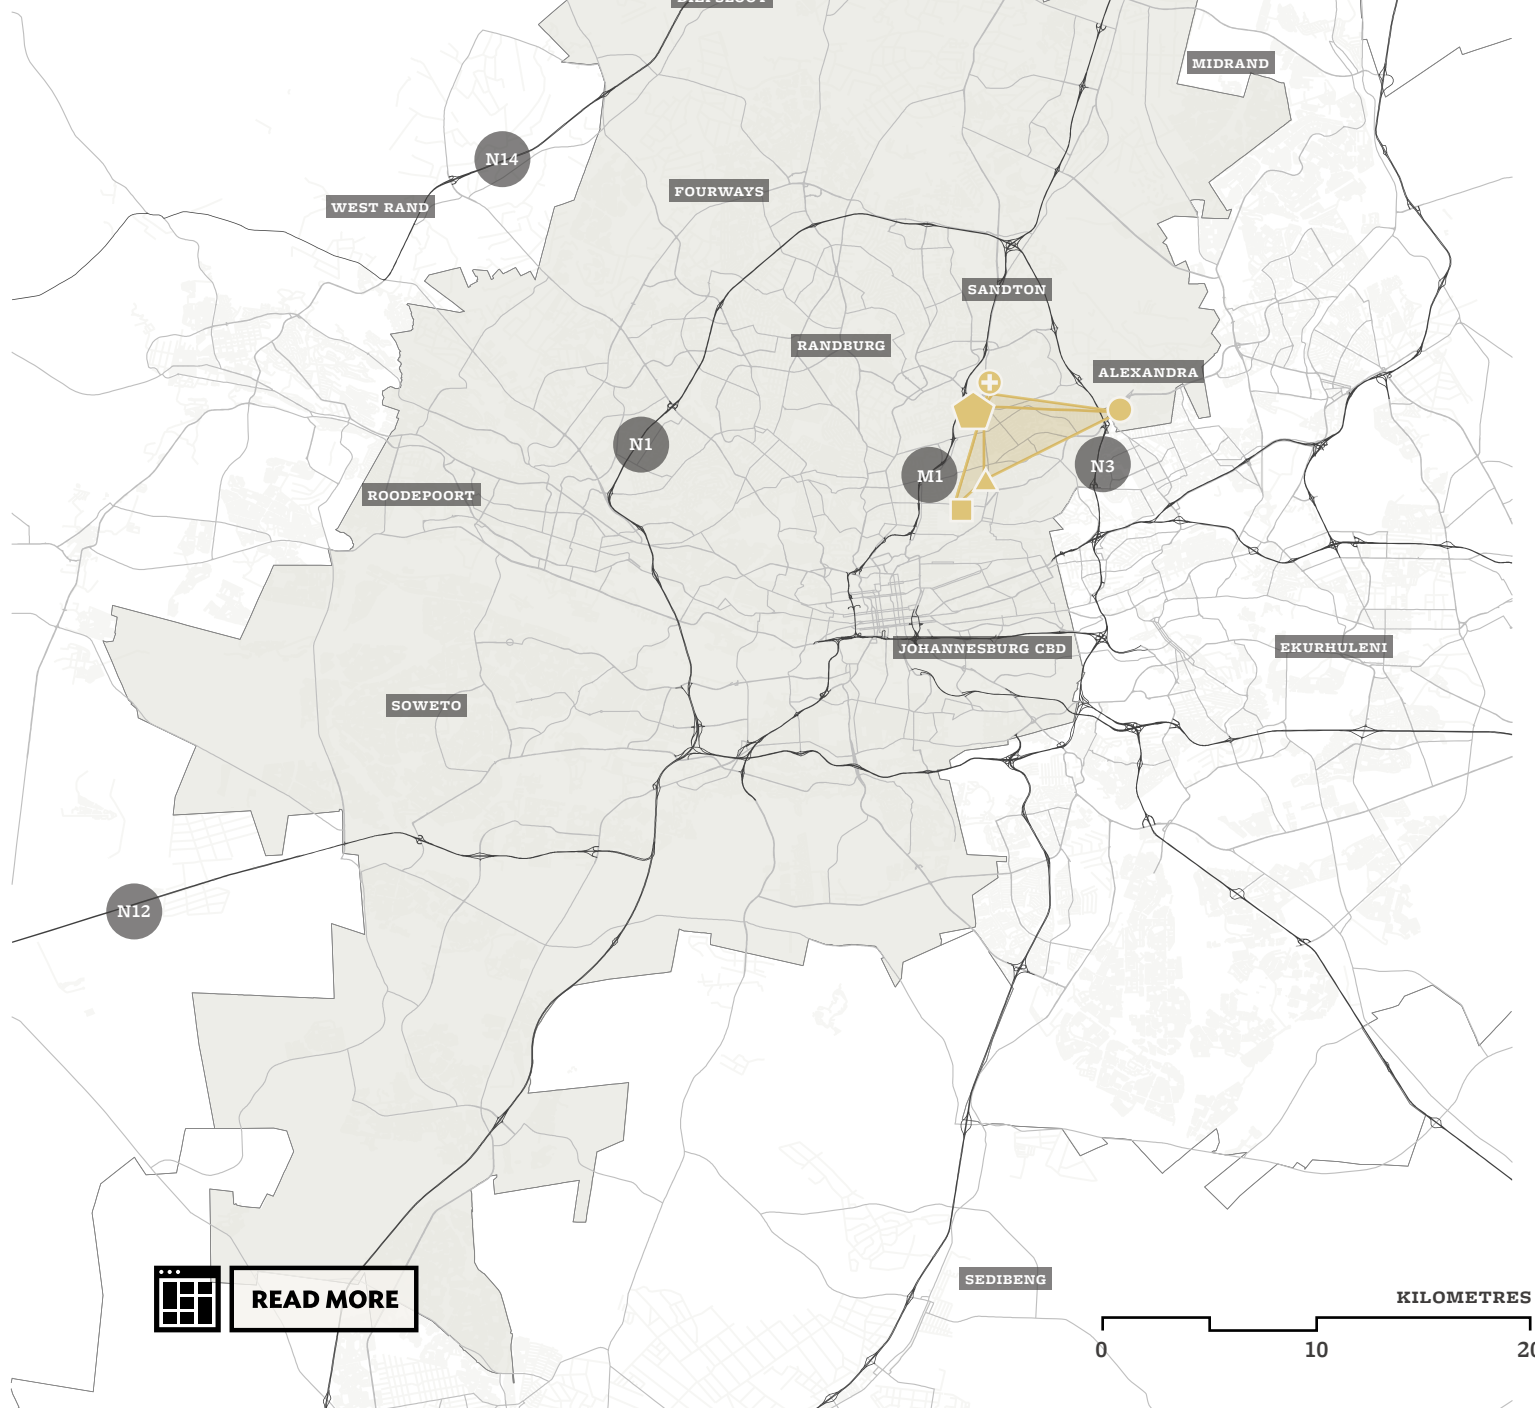 MIDRAND
N14
FOURWAYS
WEST RAND
SANDTON
RANDBURG
ALEXANDRA
N1
N3
M1
ROODEPOORT
JOHANNESBURG CBD
EKURHULENI
SOWETO
N12
SEDIBENG
READ MORE
KILOMETRES
0 10 20